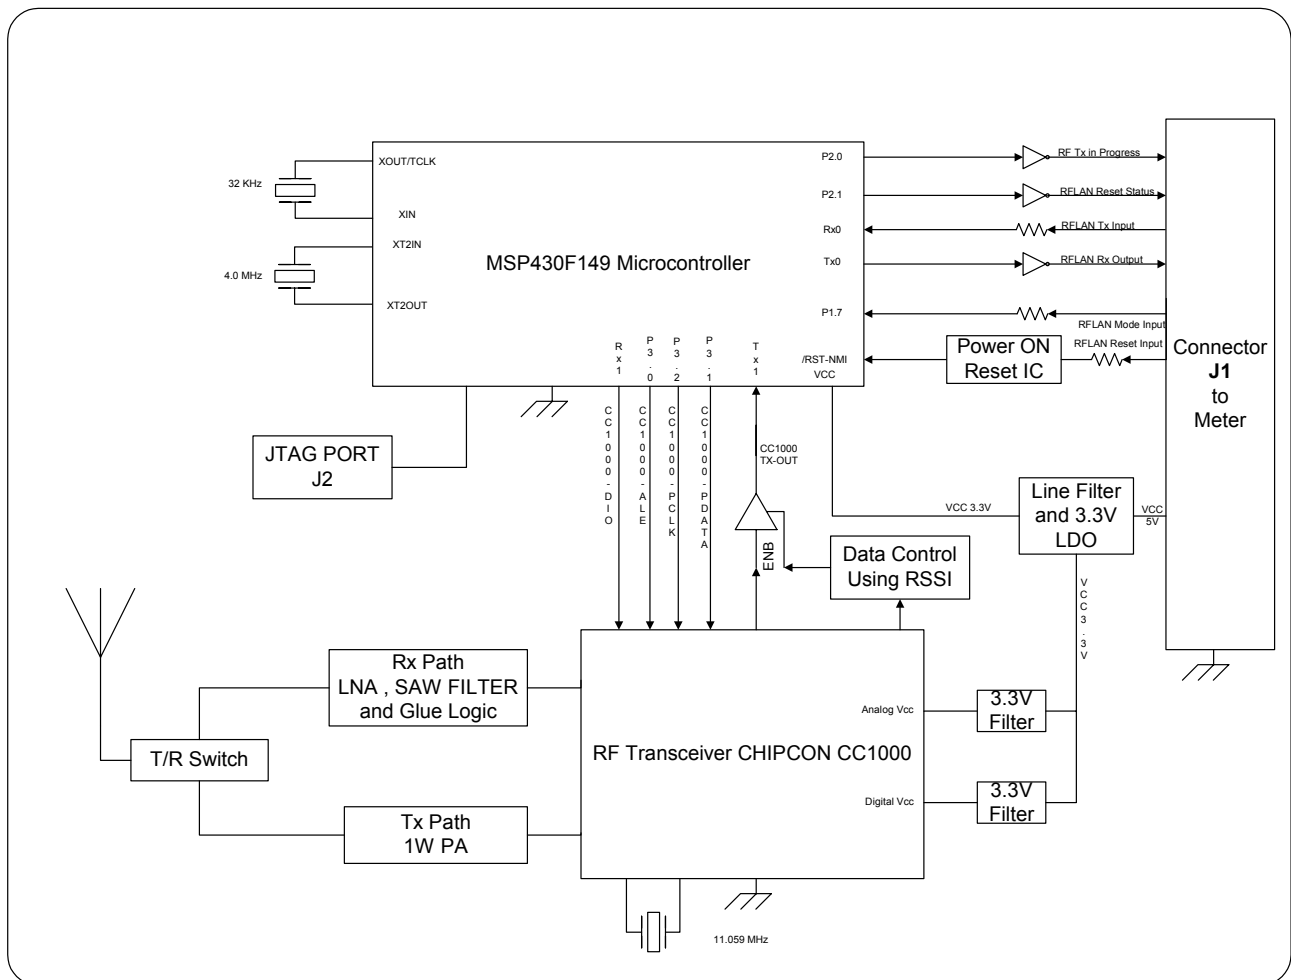 XOUT/TCLK
32 KHz
XIN
XT2IN
4.0 MHz
XT2OUT
MSP430F149 Microcontroller
P2.0
P2.1
Rx0
Tx0
P1.7
/RST-NMI
VCC
RF Tx in Progress
RFLAN Reset Status
RFLAN Tx Input
RFLAN Rx Output
RFLAN Mode Input
RFLAN Reset Input
Power ON
Reset IC
Connector
J1
to
Meter
Rx1
P3.0
P3.2
P3.1
Tx1
CC1000-DIO
CC1000-ALE
CC1000-PCLK
CC1000-PDATA
CC1000
TX-OUT
ENB
JTAG PORT
J2
VCC 3.3V
Line Filter
and 3.3V
LDO
VCC
5V
VCC3.3V
Data Control
Using RSSI
Rx Path
LNA , SAW FILTER
and Glue Logic
T/R Switch
Tx Path
1W PA
RF Transceiver CHIPCON CC1000
Analog Vcc
Digital Vcc
3.3V
Filter
3.3V
Filter
11.059 MHz